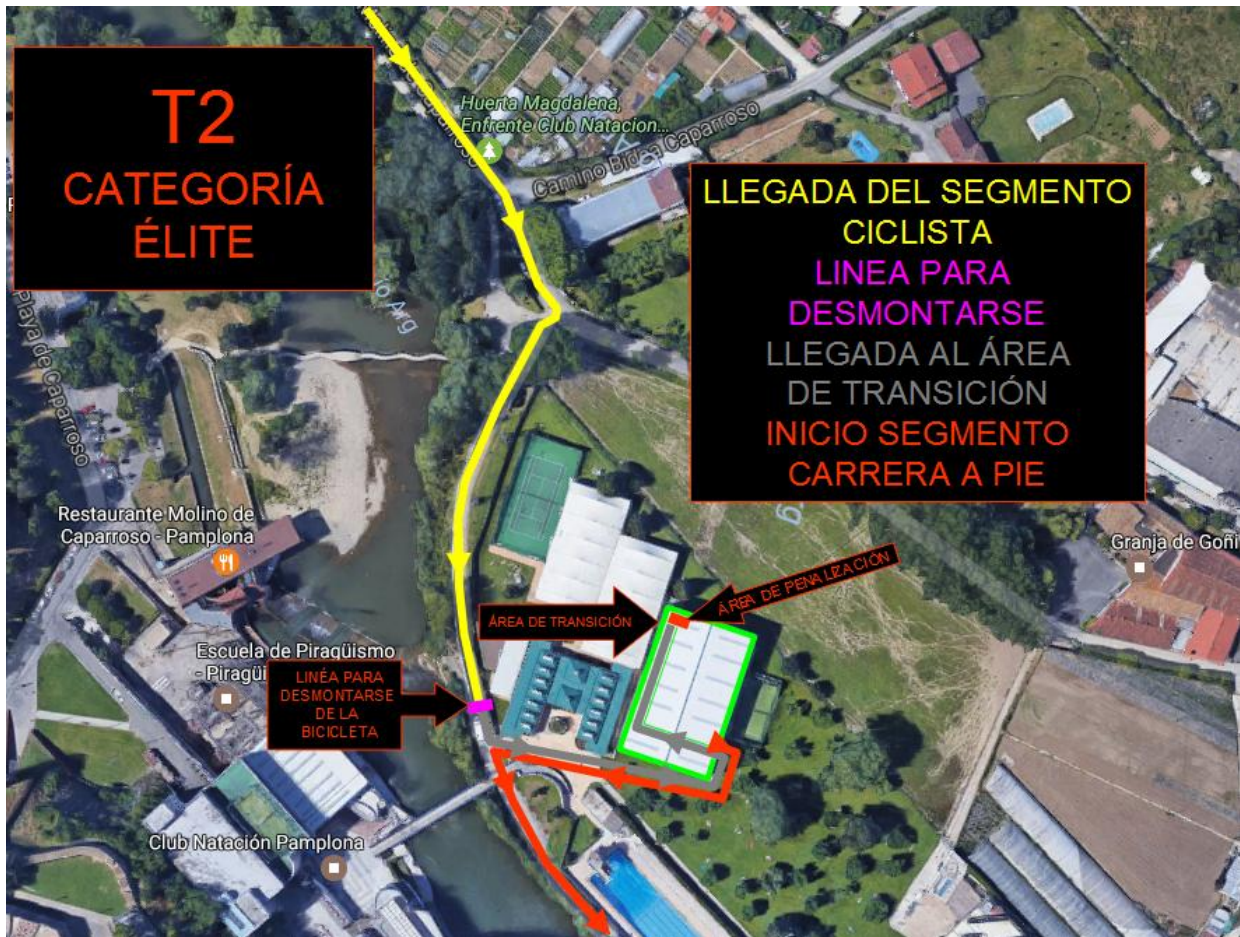 T2
CATEGORÍA
ÉLITE
Huerta Magdalena,
Enfrente Club Natacion...
Camino Bidea Caparroso
LLEGADA DEL SEGMENTO
CICLISTA
LINEA PARA
DESMONTARSE
LLEGADA AL ÁREA
DE TRANSICIÓN
INICIO SEGMENTO
CARRERA A PIE
Playa de Caparroso
Restaurante Molino de
Caparroso - Pamplona
Granja de Goñi
ÁREA DE PENALIZACIÓN
ÁREA DE TRANSICIÓN
Escuela de Piraqüismo
- Piragüi
LINÉA PARA
DESMONTARSE
DE LA
BICICLETA
Club Natación Pamplona